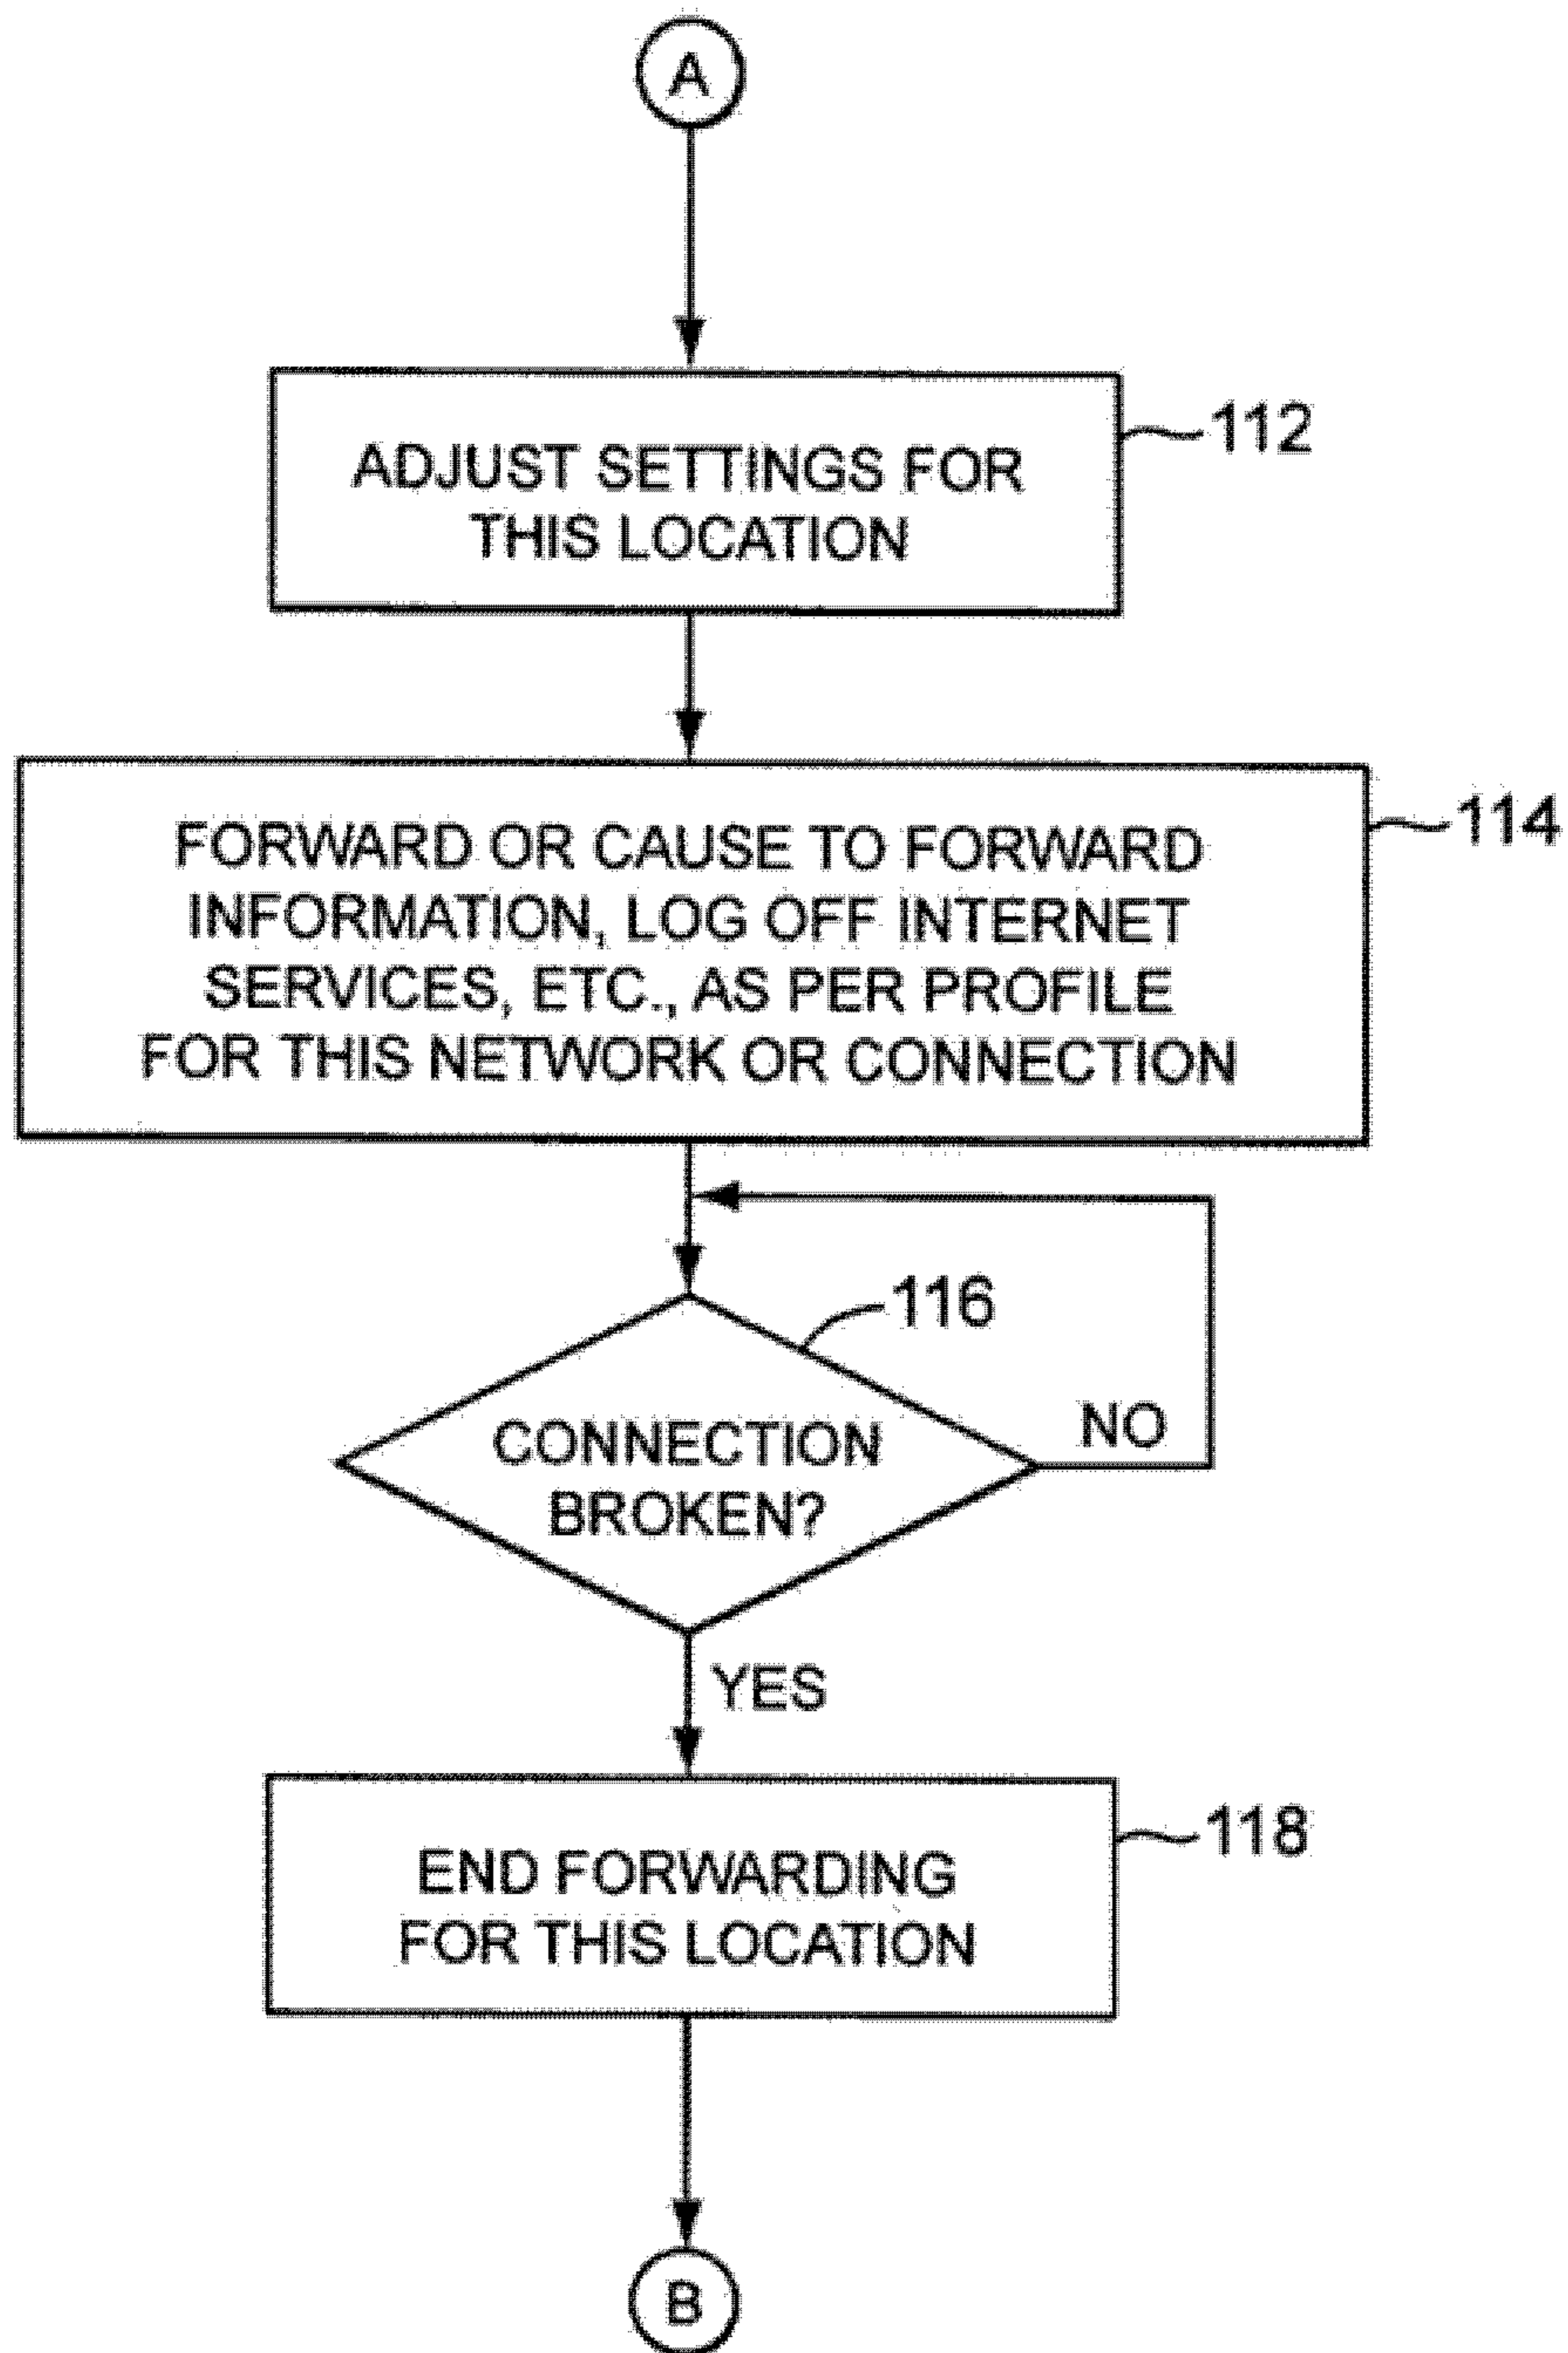 A
ADJUST SETTINGS FOR
THIS LOCATION
112
FORWARD OR CAUSE TO FORWARD
INFORMATION, LOG OFF INTERNET
SERVICES, ETC., AS PER PROFILE
FOR THIS NETWORK OR CONNECTION
114
116
CONNECTION
BROKEN?
NO
YES
END FORWARDING
FOR THIS LOCATION
118
B